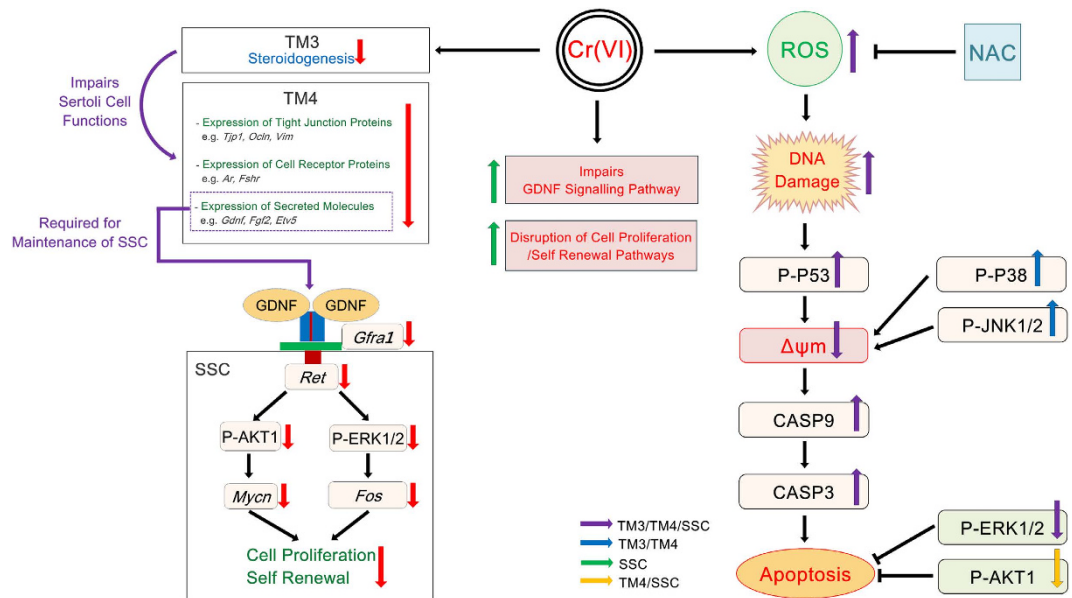 TM3
Steroidogenesis
Impairs
Sertoli Cell
Functions
TM4
- Expression of Tight Junction Proteins
e.g. Tjp1, Ocln, Vim
- Expression of Cell Receptor Proteins
e.g. Ar, Fshr
- Expression of Secreted Molecules
e.g. Gdnf, Fgf2, Etv5
Required for
Maintenance of SSC
GDNF
GDNF
Gfra1
SSC
Ret
P-AKT1
P-ERK1/2
Mycn
Fos
Cell Proliferation
Self Renewal
Cr(VI)
Impairs
GDNF Signalling Pathway
Disruption of Cell Proliferation
/Self Renewal Pathways
TM3/TM4/SSC
TM3/TM4
SSC
TM4/SSC
ROS
NAC
DNA
Damage
P-P53
P-P38
P-JNK1/2
Δψm
CASP9
CASP3
P-ERK1/2
Apoptosis
P-AKT1